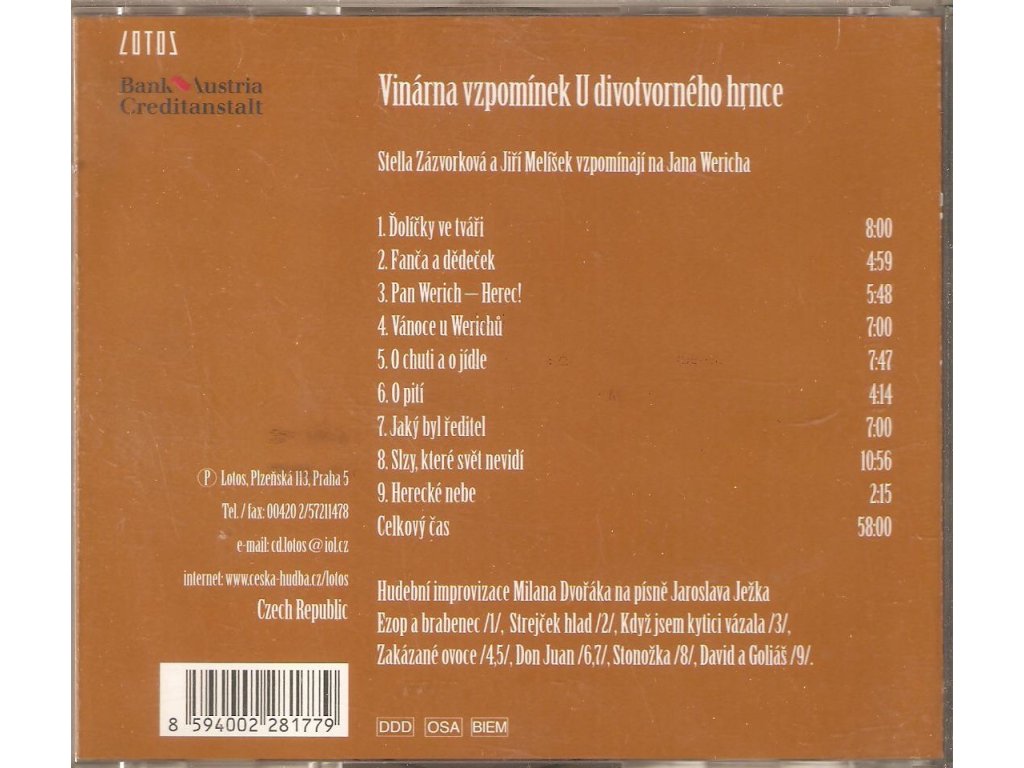 LOTOS
Bank Austria
Creditanstalt
Vinárna vzpomínek U divotvorného hrnce
Stella Zázvorková a Jiří Melíšek vzpomínají na Jana Wericha
1. Ďolíčky ve tváři 8:00
2. Fanča a dědeček 4:59
3. Pan Werich – Herec! 5:48
4. Vánoce u Werichů 7:00
5. O chuti a o jídle 7:47
6. O pití 4:14
7. Jaký byl ředitel 7:00
8. Slzy, které svět nevidí 10:56
9. Herecké nebe 2:15
Celkový čas 58:00
Ⓟ Lotos, Plzeňská 113, Praha 5
Tel. / fax: 00420 2/57211478
e-mail: cd.lotos@iol.cz
internet: www.ceska-hudba.cz/lotos
Czech Republic
Hudební improvizace Milana Dvořáka na písně Jaroslava Ježka
Ezop a brabenec /1/, Strejček hlad /2/, Když jsem kytici vázala /3/,
Zakázané ovoce /4,5/, Don Juan /6,7/, Stonožka /8/, David a Goliáš /9/.
8 594002 281779
DDD OSA BIEM